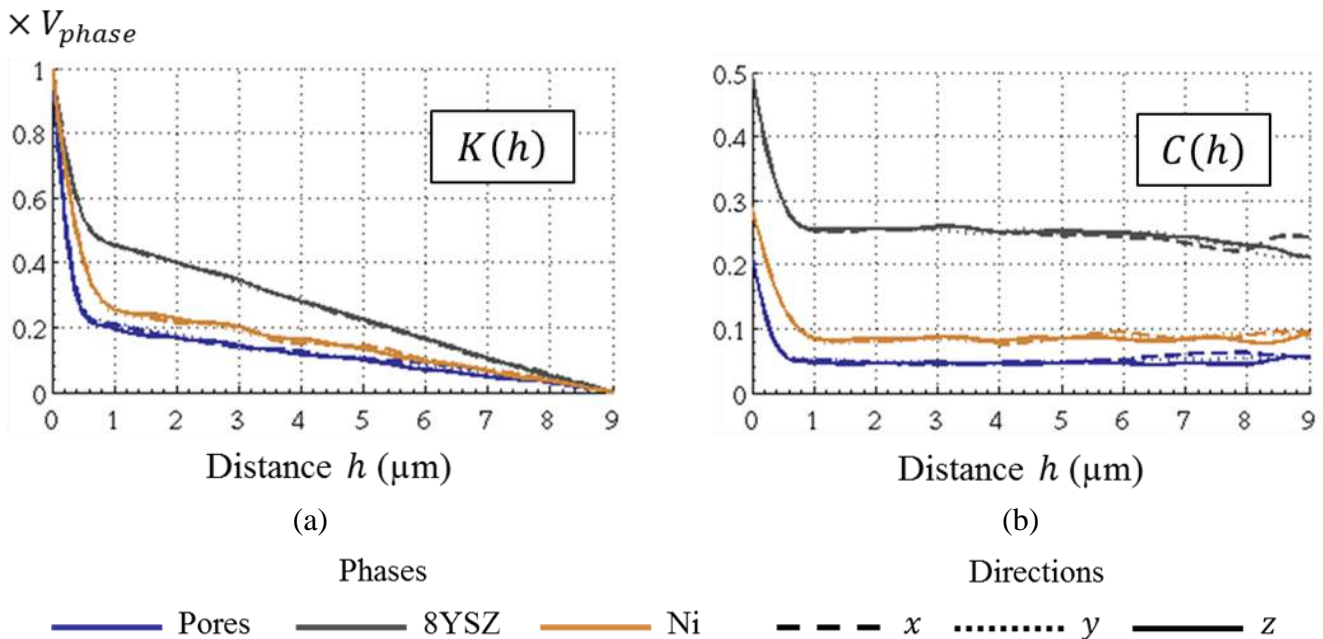 × V_phase
1
0.8
0.6
0.4
0.2
0
K(h)
0 1 2 3 4 5 6 7 8 9
Distance h (µm)
(a)
0.5
0.4
0.3
0.2
0.1
0
C(h)
0 1 2 3 4 5 6 7 8 9
Distance h (µm)
(b)
Phases
Pores 8YSZ Ni
Directions
x y z